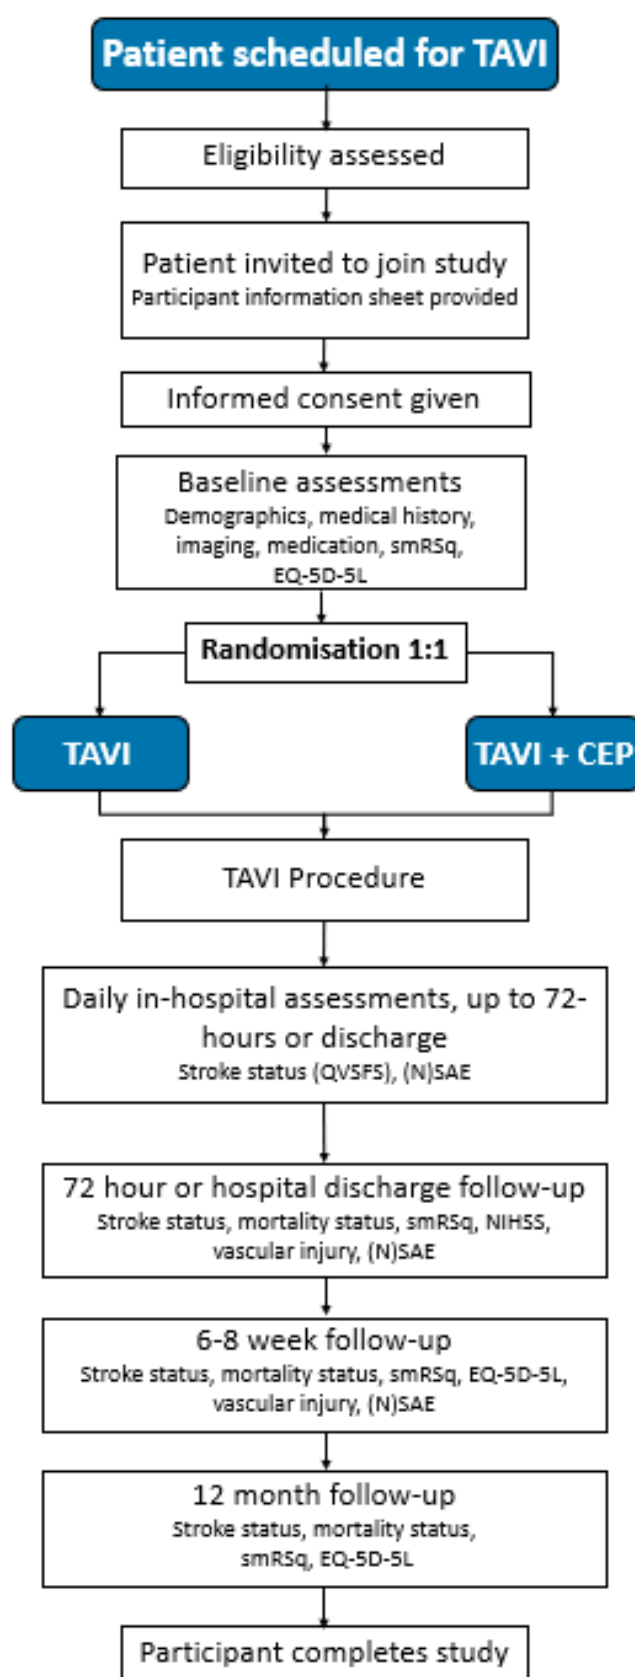 Patient scheduled for TAVI
Eligibility assessed
Patient invited to join study
Participant information sheet provided
Informed consent given
Baseline assessments
Demographics, medical history,
imaging, medication, smRSq,
EQ-5D-5L
Randomisation 1:1
TAVI
TAVI + CEP
TAVI Procedure
Daily in-hospital assessments, up to 72-
hours or discharge
Stroke status (QVSFS), (N)SAE
72 hour or hospital discharge follow-up
Stroke status, mortality status, smRSq, NIHSS,
vascular injury, (N)SAE
6-8 week follow-up
Stroke status, mortality status, smRSq, EQ-5D-5L,
vascular injury, (N)SAE
12 month follow-up
Stroke status, mortality status,
smRSq, EQ-5D-5L
Participant completes study